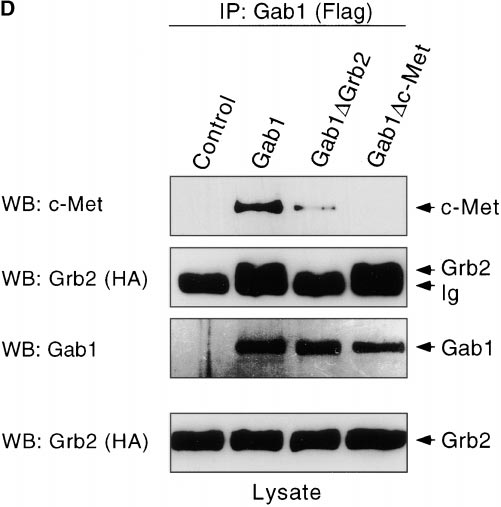 D
IP: Gab1 (Flag)
Control
Gab1
Gab1ΔGrb2
Gab1Δc-Met
WB: c-Met
c-Met
WB: Grb2 (HA)
Grb2
Ig
WB: Gab1
Gab1
WB: Grb2 (HA)
Grb2
Lysate